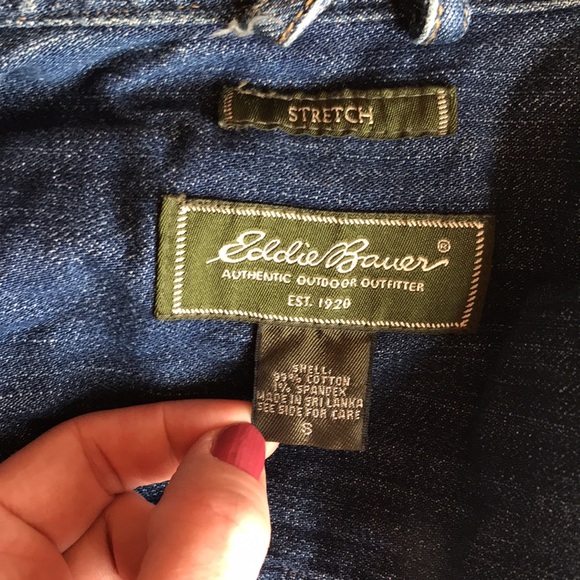 STRETCH
Eddie Bauer®
AUTHENTIC OUTDOOR OUTFITTER
EST. 1920
SHELL:
99% COTTON
1% SPANDEX
MADE IN SRI LANKA
SEE SIDE FOR CARE
S